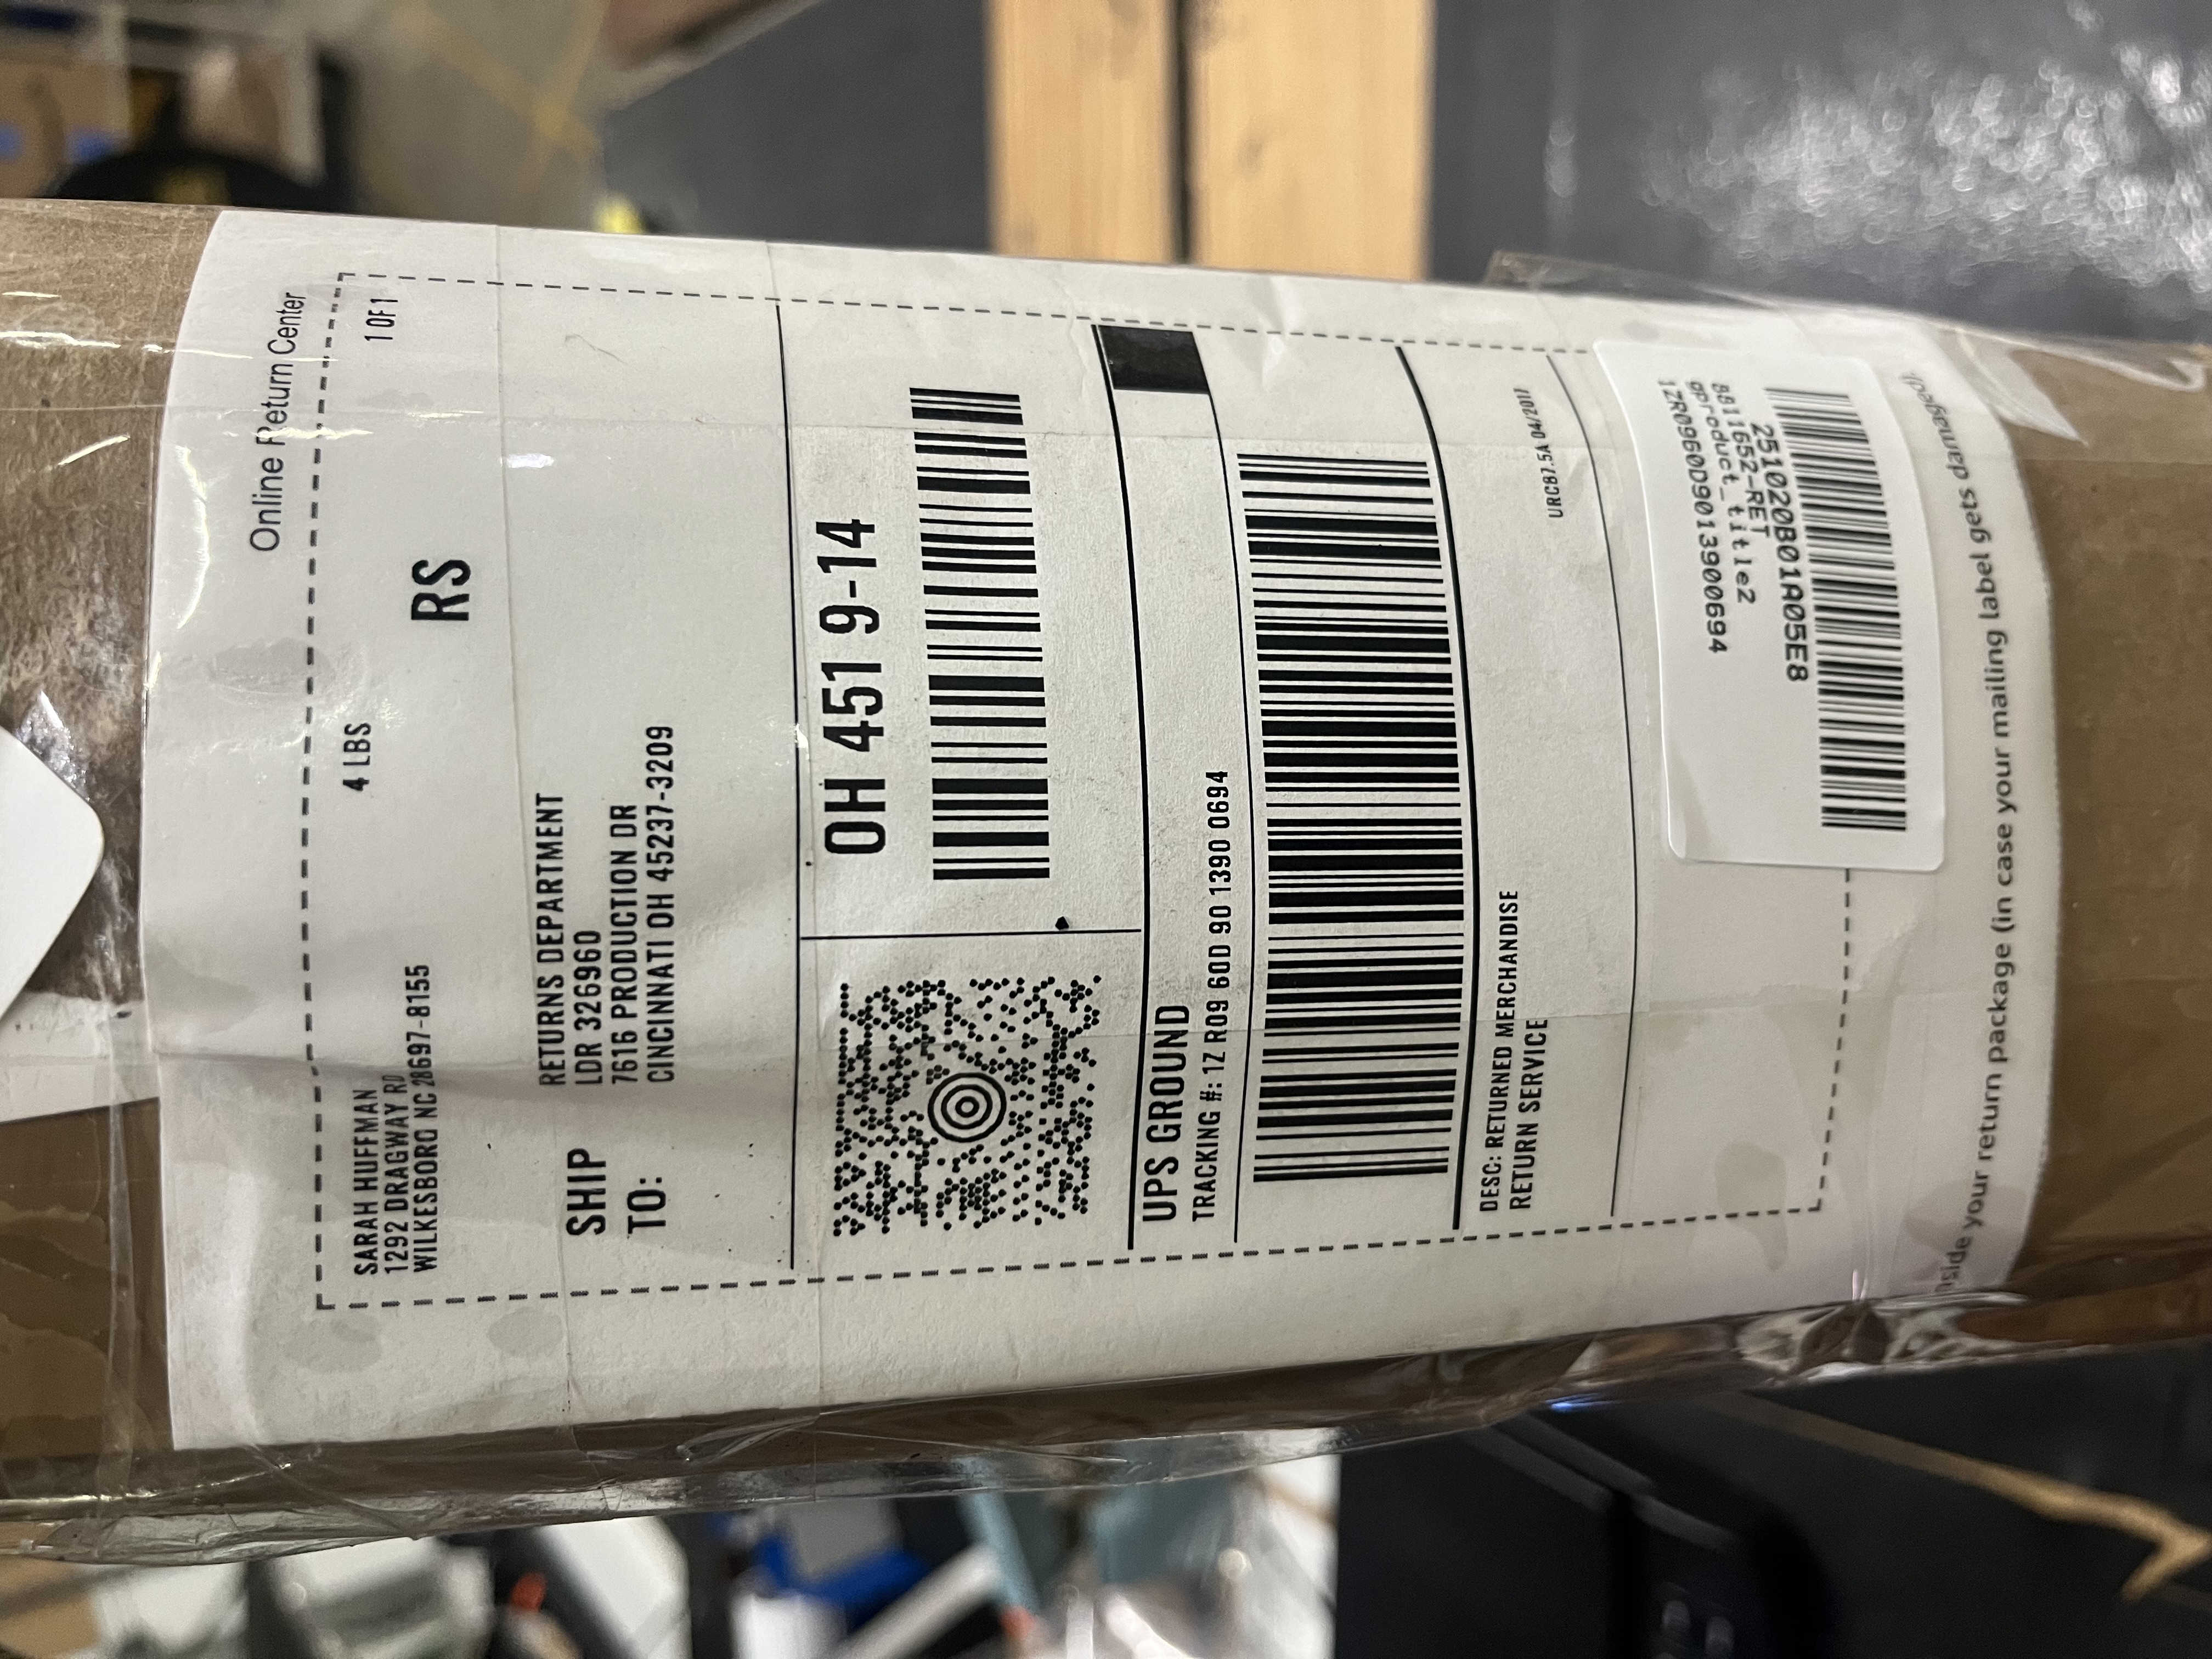 Online Return Center
1 OF 1
4 LBS
SARAH HUFFMAN
1292 DRAGWAY RD
WILKESBORO NC 28697-8155
RS
SHIP
TO:
RETURNS DEPARTMENT
LDR 326960
7616 PRODUCTION DR
CINCINNATI OH 45237-3209
OH 451 9-14
UPS GROUND
TRACKING #: 1Z R09 60D 90 1390 0694
DESC: RETURNED MERCHANDISE
RETURN SERVICE
URC87.5A 04/2017
1ZR0960D9013900694
@product_title2
8811652-RET
251020B01A05E8
your return package (in case your mailing label gets damaged).